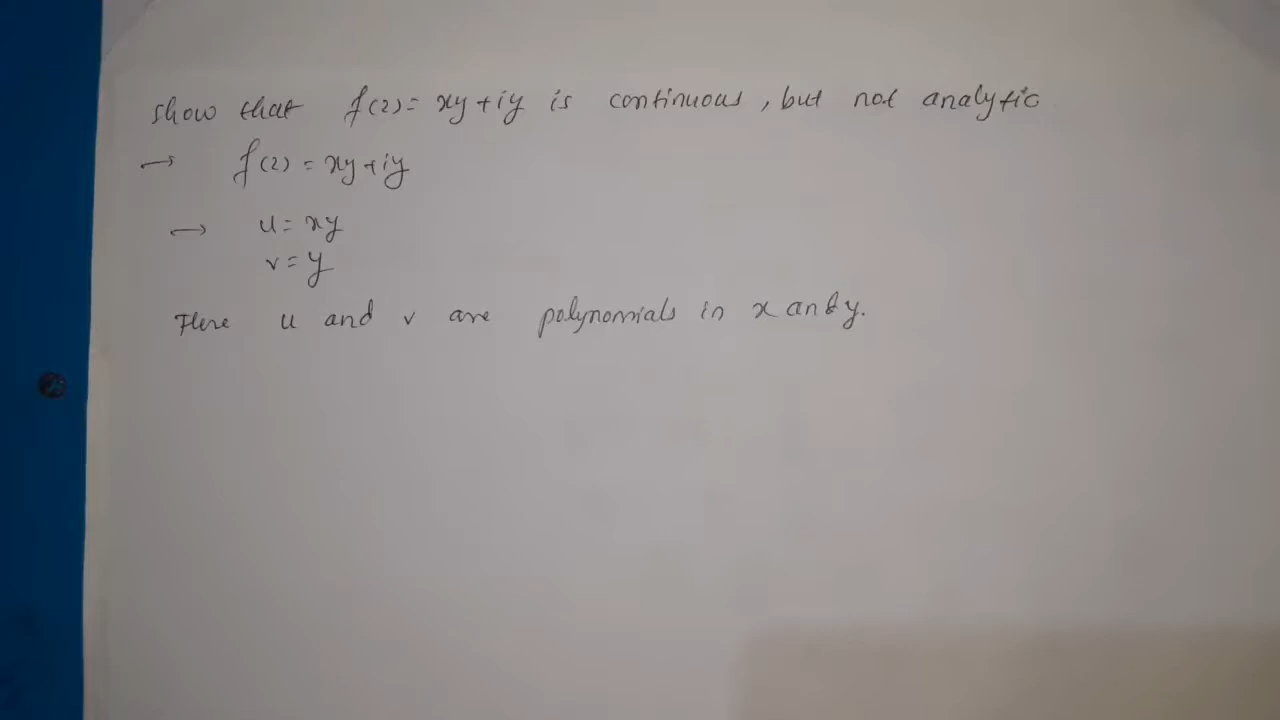 Show that f(z) = xy + iy is continuous, but not analytic
→ f(z) = xy + iy
→ u = xy
v = y
Here u and v are polynomials in x and y.